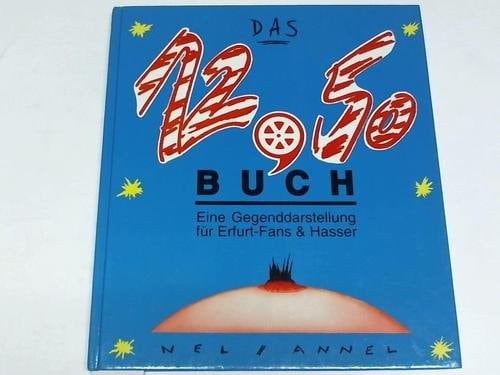 DAS
12,50
BUCH
Eine Gegenddarstellung
für Erfurt-Fans & Hasser
NEL / ANNEL